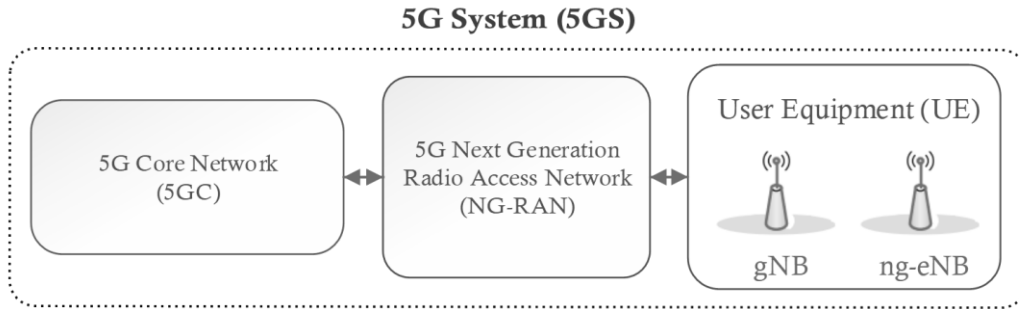 5G System (5GS)
5G Core Network
(5GC)
5G Next Generation
Radio Access Network
(NG-RAN)
User Equipment (UE)
gNB
ng-eNB